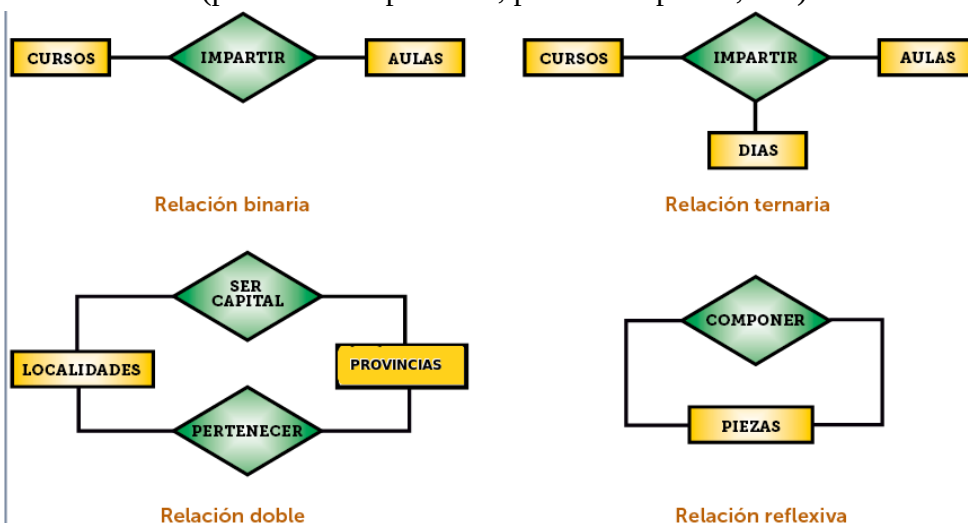 CURSOS IMPARTIR AULAS
CURSOS IMPARTIR AULAS
DIAS
Relación binaria
Relación ternaria
SER
CAPITAL
LOCALIDADES
PROVINCIAS
PERTENECER
Relación doble
COMPONER
PIEZAS
Relación reflexiva